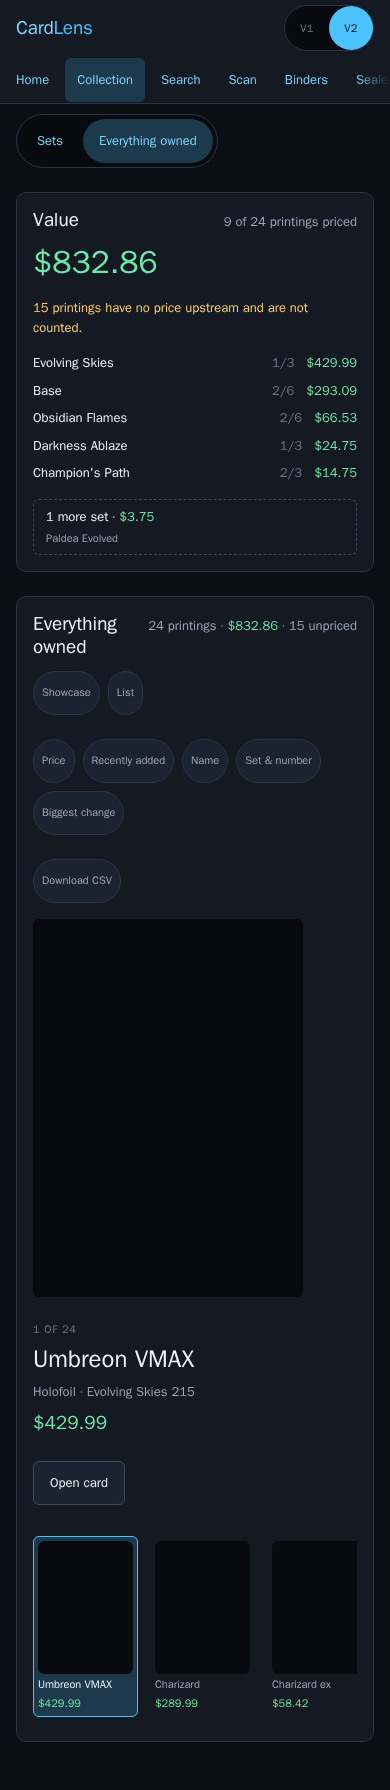 CardLens
V1 V2
Home Collection Search Scan Binders Seale
Sets Everything owned
Value
9 of 24 printings priced
$832.86
15 printings have no price upstream and are not
counted.
Evolving Skies 1/3 $429.99
Base 2/6 $293.09
Obsidian Flames 2/6 $66.53
Darkness Ablaze 1/3 $24.75
Champion's Path 2/3 $14.75
1 more set · $3.75
Paldea Evolved
Everything
owned
24 printings · $832.86 · 15 unpriced
Showcase List
Price Recently added Name Set & number
Biggest change
Download CSV
1 OF 24
Umbreon VMAX
Holofoil · Evolving Skies 215
$429.99
Open card
Umbreon VMAX Charizard Charizard ex
$429.99 $289.99 $58.42